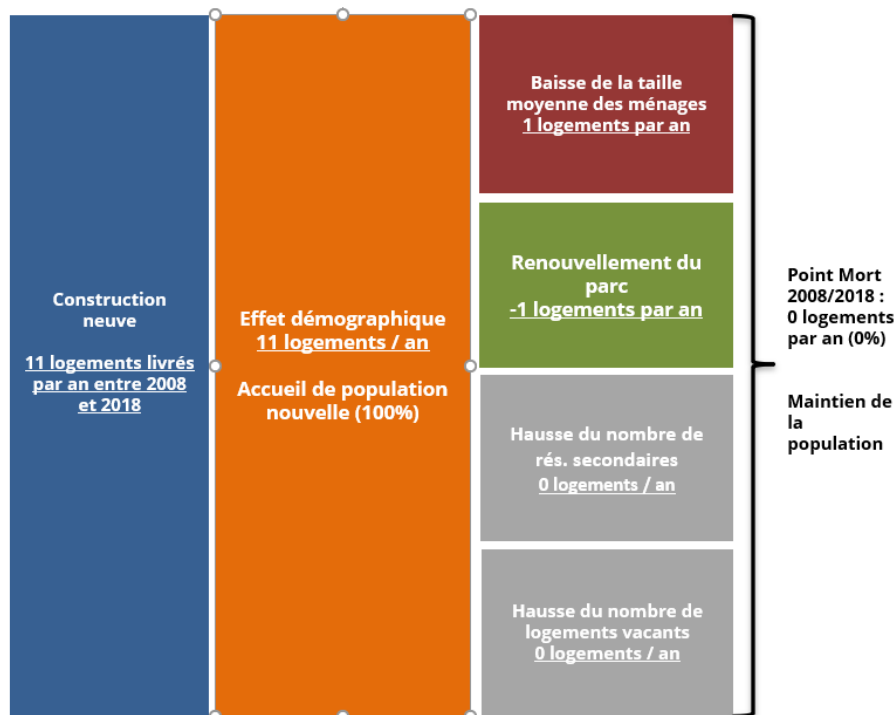 Construction
neuve
11 logements livrés
par an entre 2008
et 2018
Effet démographique
11 logements / an
Accueil de population
nouvelle (100%)
Baisse de la taille
moyenne des ménages
1 logements par an
Renouvellement du
parc
-1 logements par an
Hausse du nombre de
rés. secondaires
0 logements / an
Hausse du nombre de
logements vacants
0 logements / an
Point Mort
2008/2018 :
0 logements
par an (0%)
Maintien de
la
population